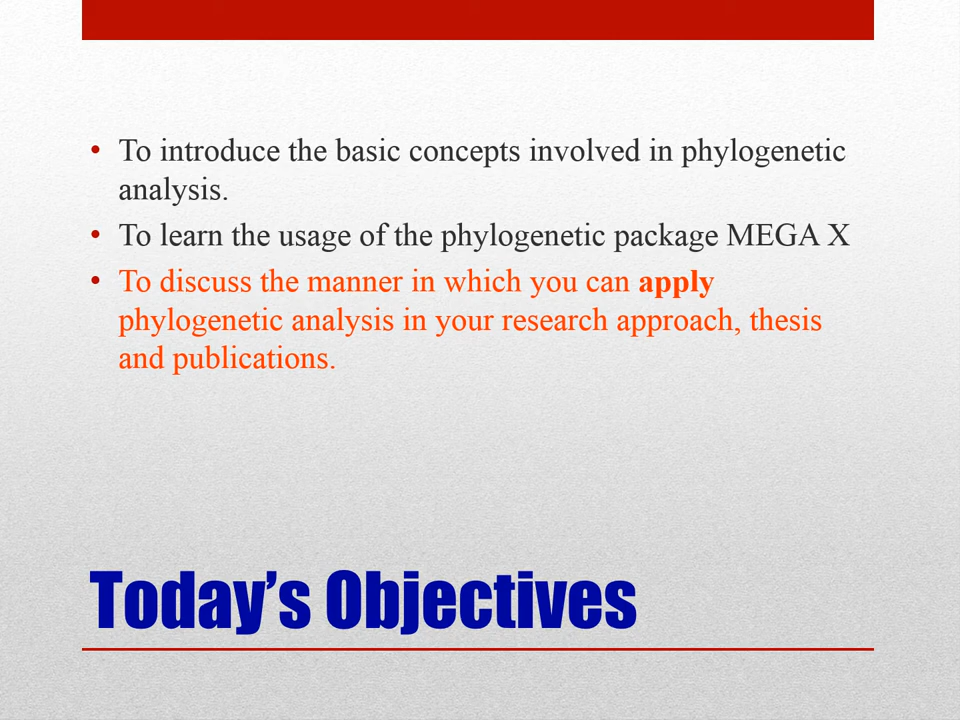 • To introduce the basic concepts involved in phylogenetic
analysis.
• To learn the usage of the phylogenetic package MEGA X
• To discuss the manner in which you can apply
phylogenetic analysis in your research approach, thesis
and publications.
Today’s Objectives